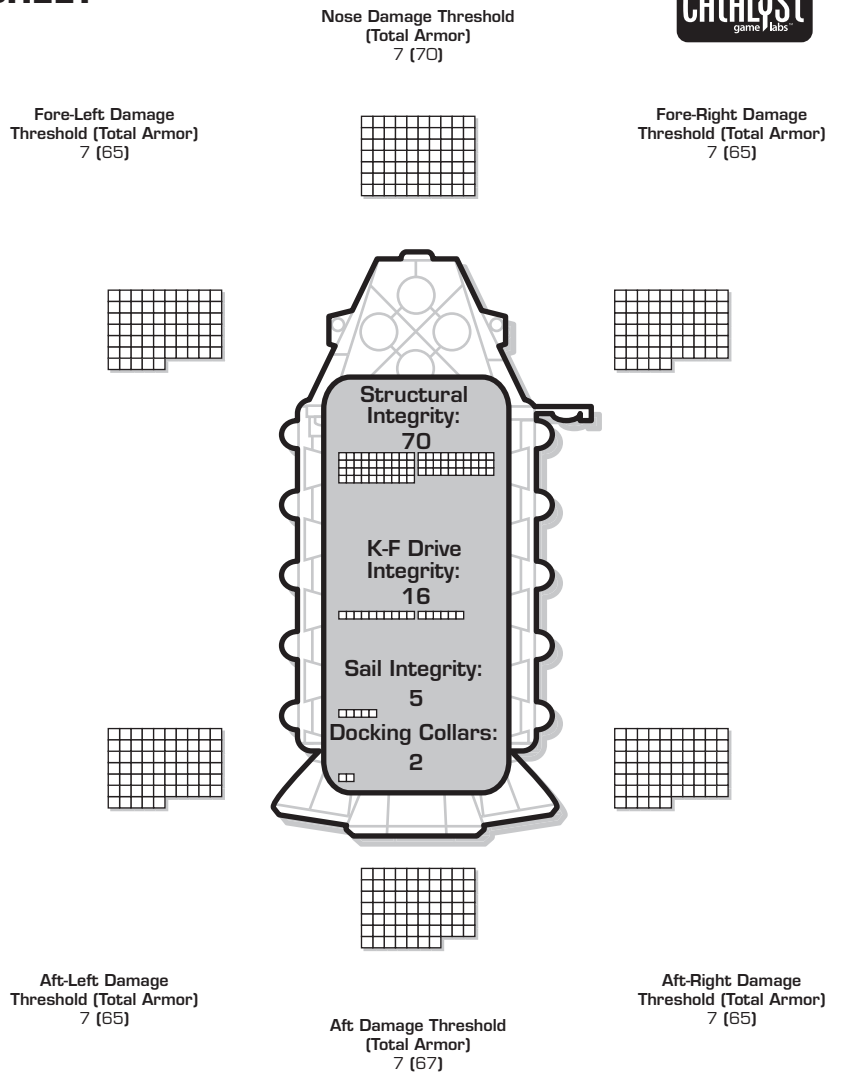 Nose Damage Threshold
(Total Armor)
7 (70)
CATALYST
game labs™
Fore-Left Damage
Threshold (Total Armor)
7 (65)
Fore-Right Damage
Threshold (Total Armor)
7 (65)
Structural
Integrity:
70
K-F Drive
Integrity:
16
Sail Integrity:
5
Docking Collars:
2
Aft-Left Damage
Threshold (Total Armor)
7 (65)
Aft Damage Threshold
(Total Armor)
7 (67)
Aft-Right Damage
Threshold (Total Armor)
7 (65)